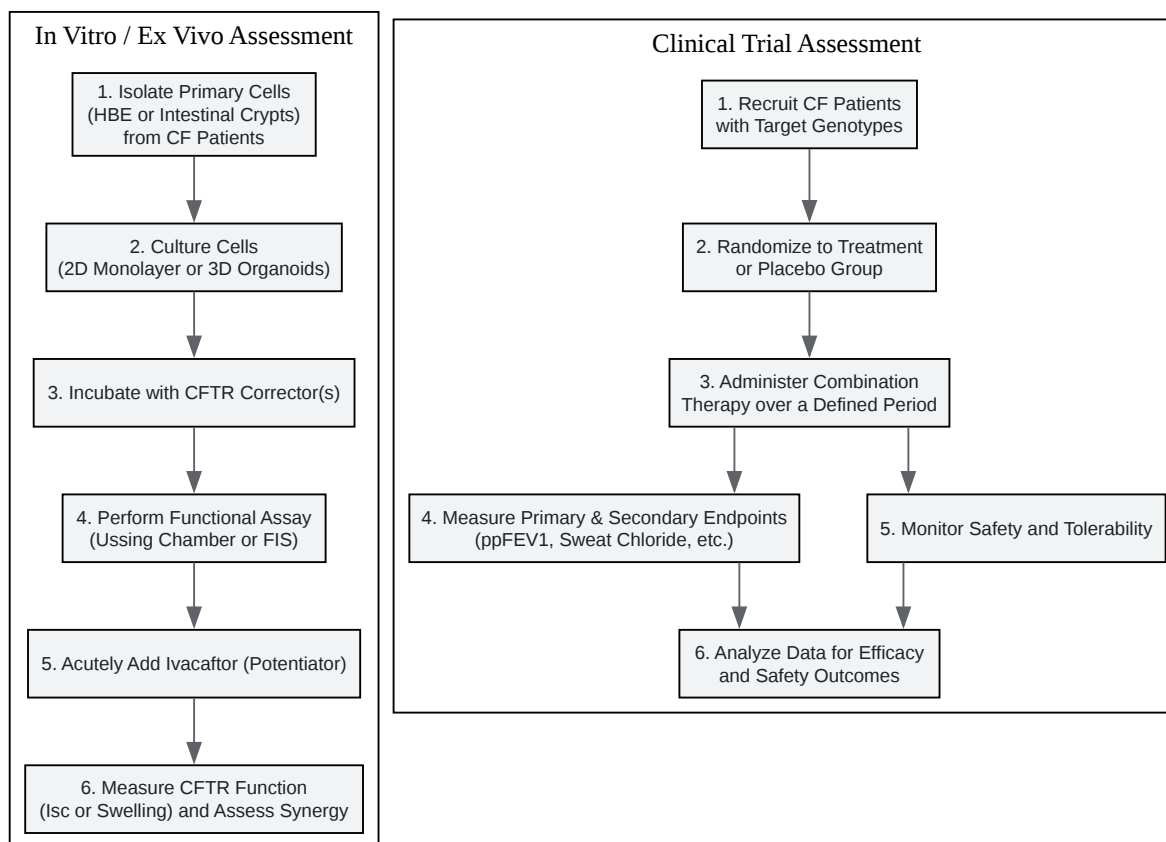 In Vitro / Ex Vivo Assessment
1. Isolate Primary Cells
(HBE or Intestinal Crypts)
from CF Patients
2. Culture Cells
(2D Monolayer or 3D Organoids)
3. Incubate with CFTR Corrector(s)
4. Perform Functional Assay
(Ussing Chamber or FIS)
5. Acutely Add Ivacaftor (Potentiator)
6. Measure CFTR Function
(Isc or Swelling) and Assess Synergy
Clinical Trial Assessment
1. Recruit CF Patients
with Target Genotypes
2. Randomize to Treatment
or Placebo Group
3. Administer Combination
Therapy over a Defined Period
4. Measure Primary & Secondary Endpoints
(ppFEV1, Sweat Chloride, etc.)
5. Monitor Safety and Tolerability
6. Analyze Data for Efficacy
and Safety Outcomes